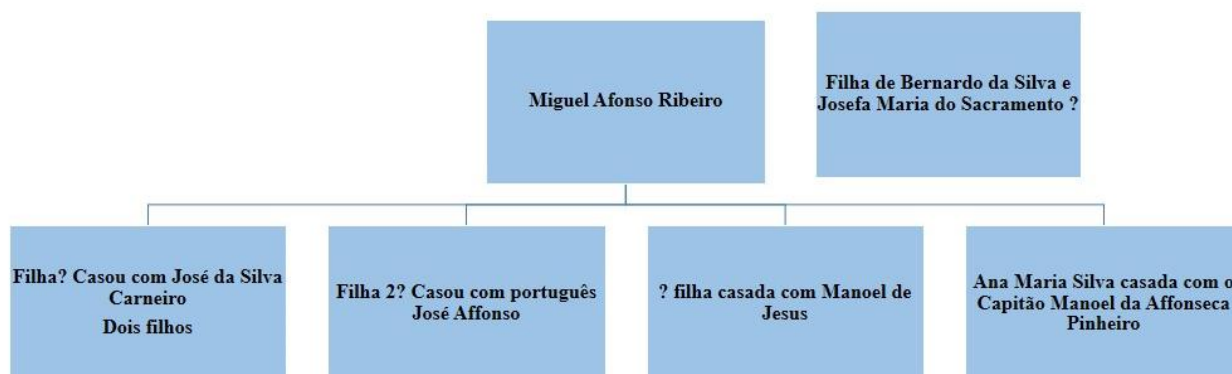 Miguel Afonso Ribeiro
Filha de Bernardo da Silva e
Josefa Maria do Sacramento ?
Filha? Casou com José da Silva
Carneiro
Dois filhos
Filha 2? Casou com português
José Affonso
? filha casada com Manoel de
Jesus
Ana Maria Silva casada com o
Capitão Manoel da Affonseca
Pinheiro